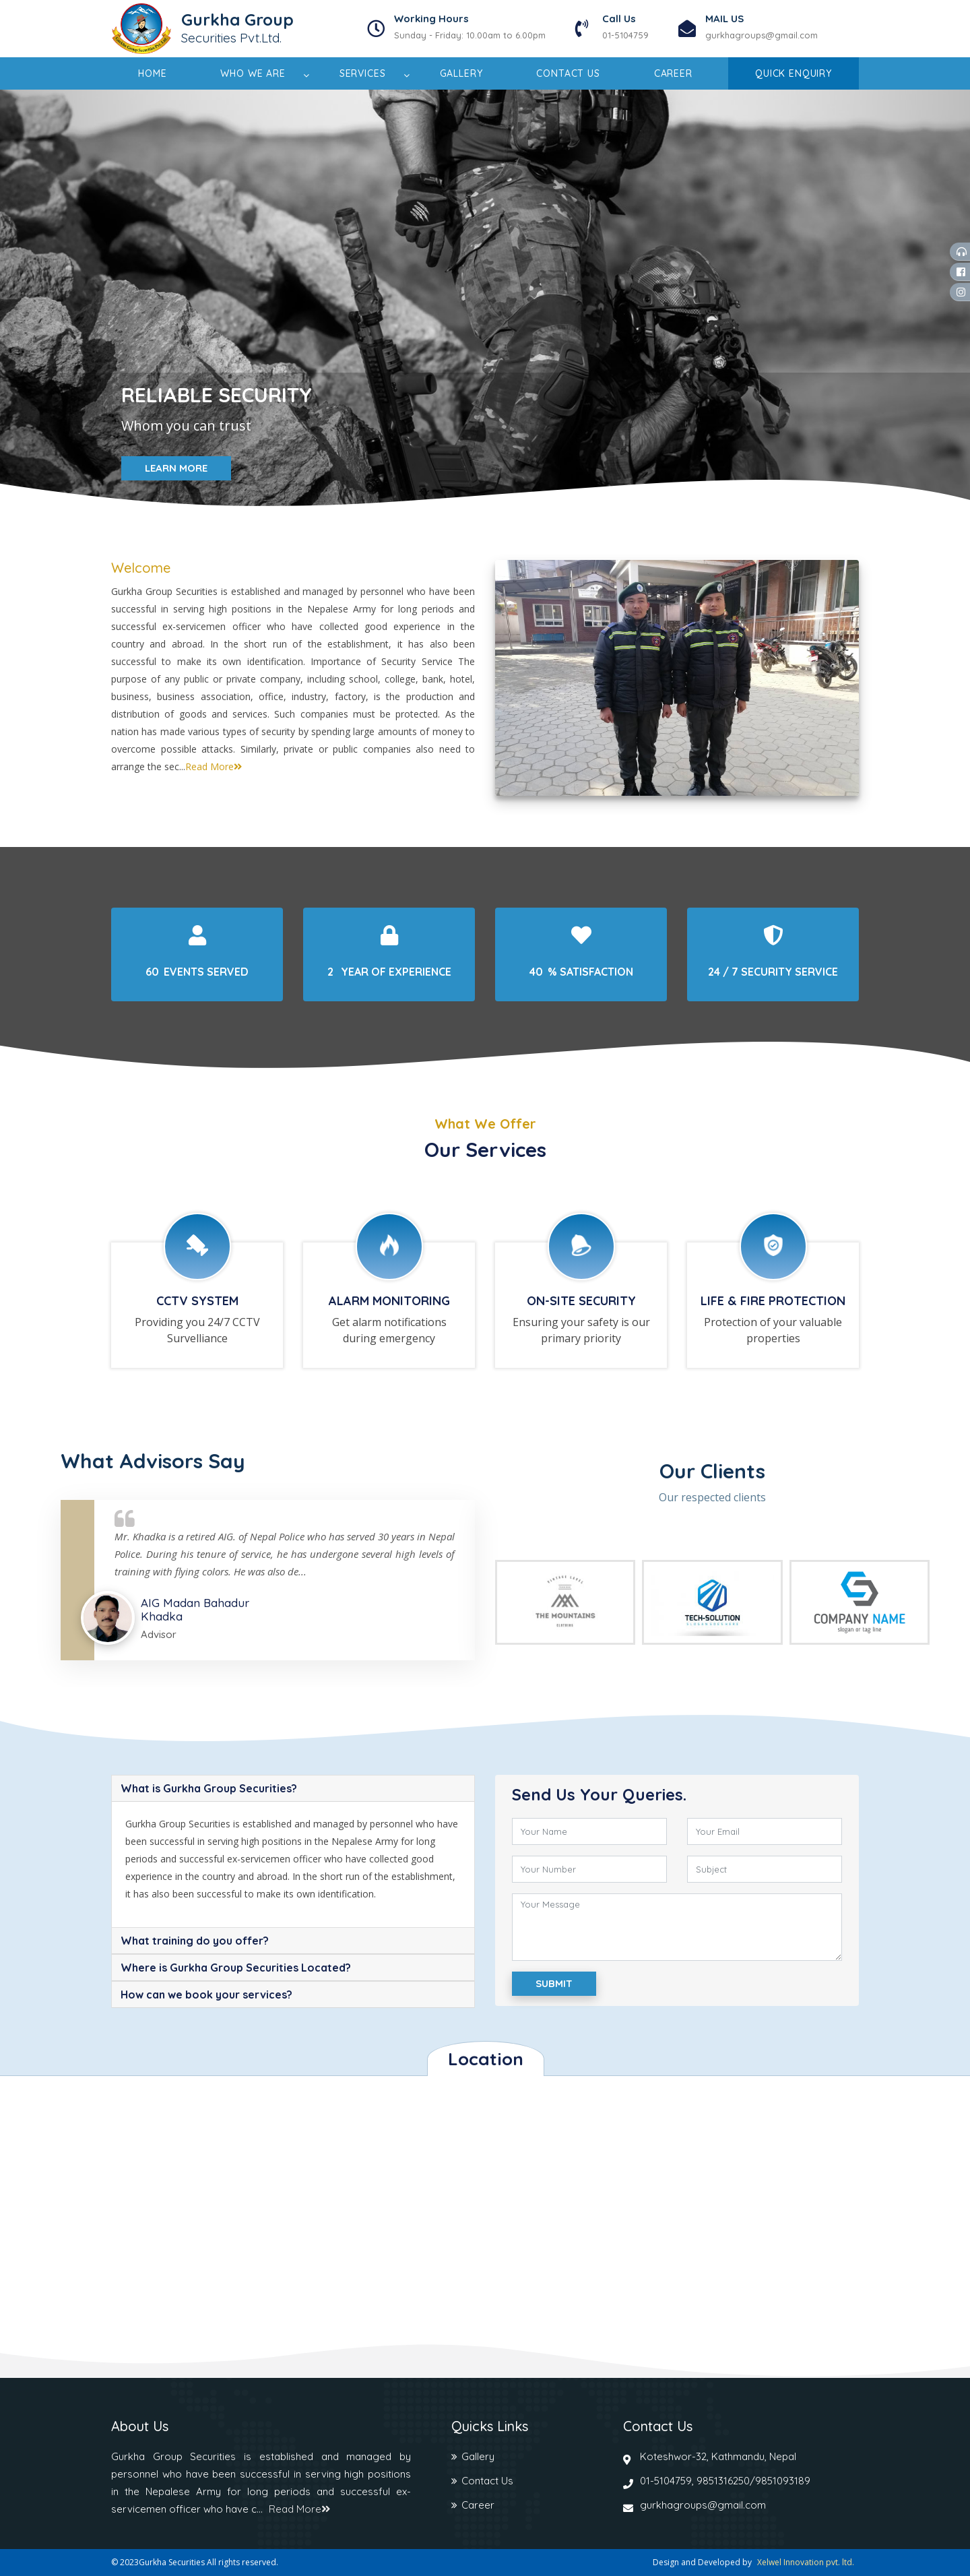 Gurkha Group
Securities Pvt.Ltd.
Working Hours
Sunday - Friday: 10.00am to 6.00pm
Call Us
01-5104759
MAIL US
gurkhagroups@gmail.com
HOME
WHO WE ARE
SERVICES
GALLERY
CONTACT US
CAREER
QUICK ENQUIRY
RELIABLE SECURITY
Whom you can trust
LEARN MORE
Welcome
Gurkha Group Securities is established and managed by personnel who have been
successful in serving high positions in the Nepalese Army for long periods and
successful ex-servicemen officer who have collected good experience in the
country and abroad. In the short run of the establishment, it has also been
successful to make its own identification. Importance of Security Service The
purpose of any public or private company, including school, college, bank, hotel,
business, business association, office, industry, factory, is the production and
distribution of goods and services. Such companies must be protected. As the
nation has made various types of security by spending large amounts of money to
overcome possible attacks. Similarly, private or public companies also need to
arrange the sec...Read More
60 EVENTS SERVED
2 YEAR OF EXPERIENCE
40 % SATISFACTION
24 / 7 SECURITY SERVICE
What We Offer
Our Services
CCTV SYSTEM
Providing you 24/7 CCTV
Survelliance
ALARM MONITORING
Get alarm notifications
during emergency
ON-SITE SECURITY
Ensuring your safety is our
primary priority
LIFE & FIRE PROTECTION
Protection of your valuable
properties
What Advisors Say
Mr. Khadka is a retired AIG. of Nepal Police who has served 30 years in Nepal
Police. During his tenure of service, he has undergone several high levels of
training with flying colors. He was also de...
AIG Madan Bahadur
Khadka
Advisor
Our Clients
Our respected clients
THE MOUNTAINS
TECH-SOLUTION
COMPANY NAME
slogan or tag line
What is Gurkha Group Securities?
Gurkha Group Securities is established and managed by personnel who have
been successful in serving high positions in the Nepalese Army for long
periods and successful ex-servicemen officer who have collected good
experience in the country and abroad. In the short run of the establishment,
it has also been successful to make its own identification.
What training do you offer?
Where is Gurkha Group Securities Located?
How can we book your services?
Send Us Your Queries.
Your Name
Your Email
Your Number
Subject
Your Message
SUBMIT
Location
About Us
Gurkha Group Securities is established and managed by
personnel who have been successful in serving high positions
in the Nepalese Army for long periods and successful ex-
servicemen officer who have c... Read More
Quicks Links
Gallery
Contact Us
Career
Contact Us
Koteshwor-32, Kathmandu, Nepal
01-5104759, 9851316250/9851093189
gurkhagroups@gmail.com
© 2023Gurkha Securities All rights reserved.
Design and Developed by Xelwel Innovation pvt. ltd.